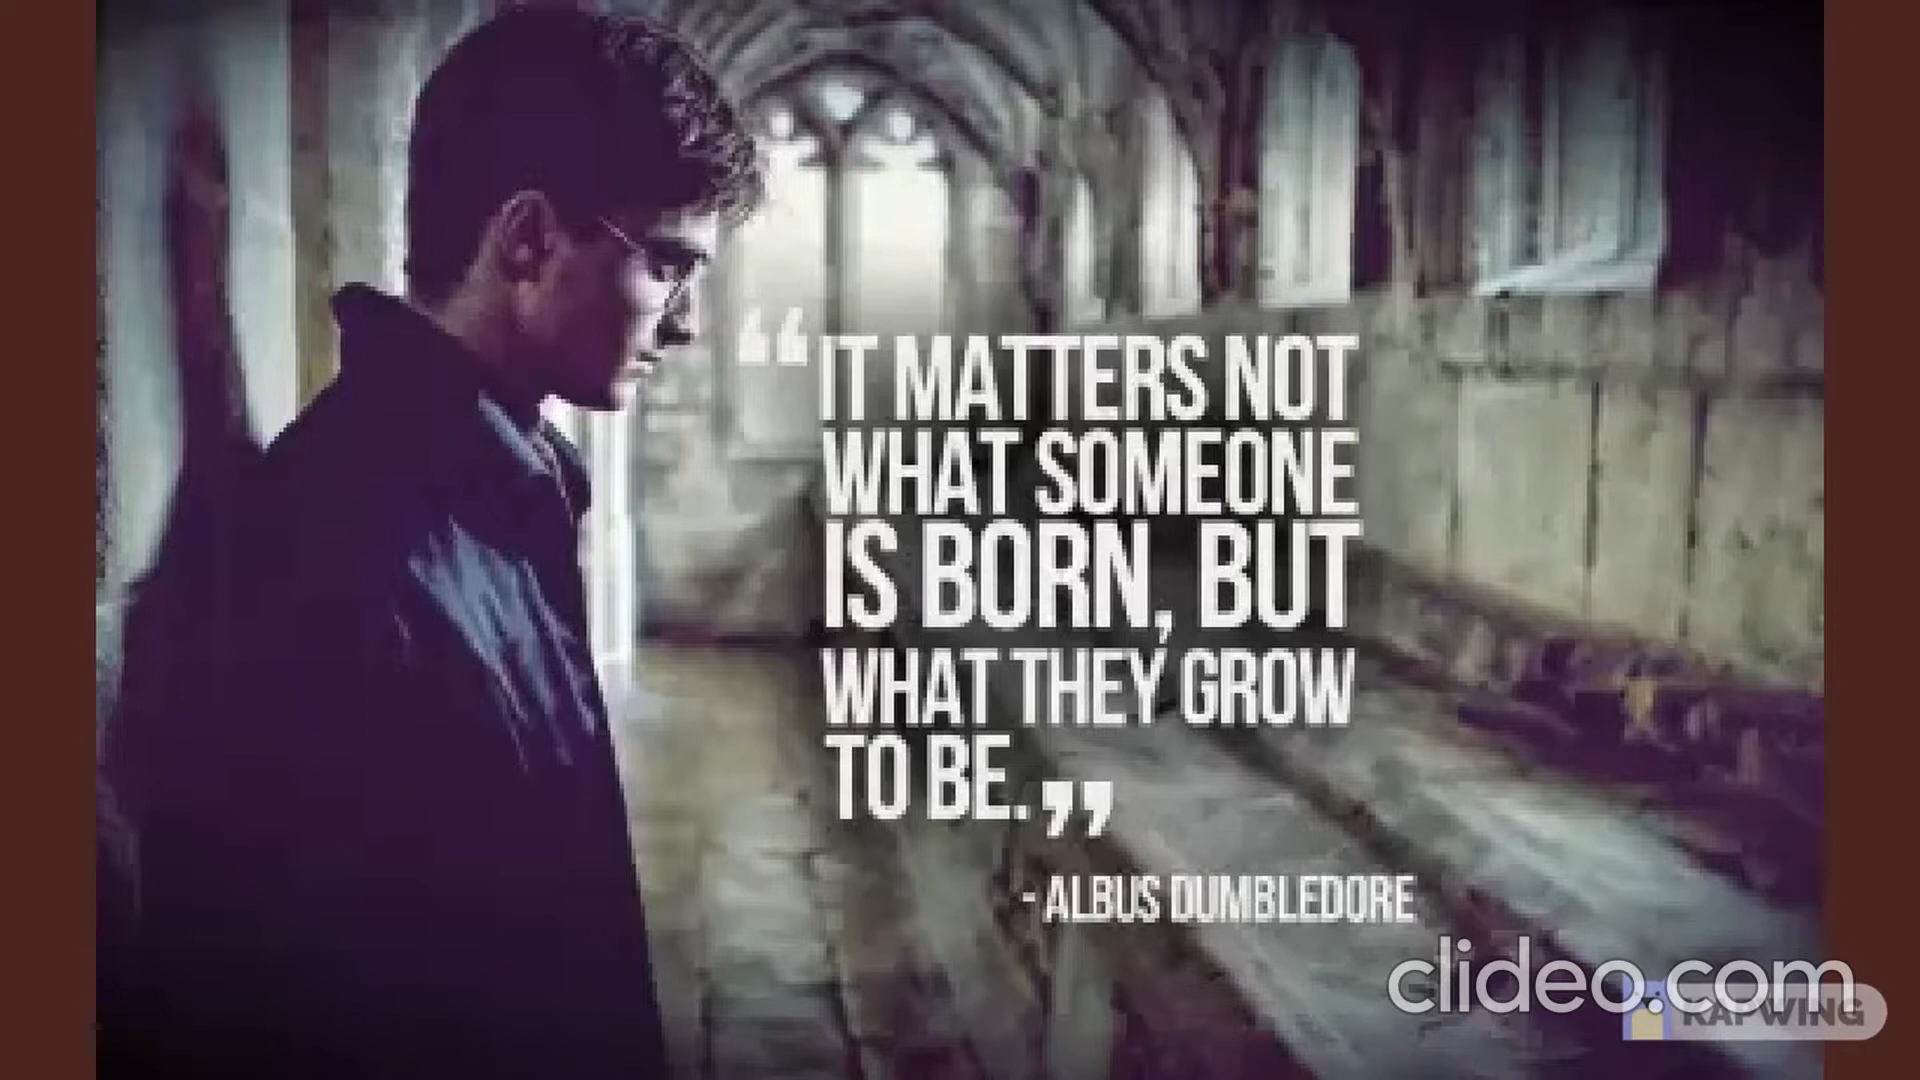 “IT MATTERS NOT
WHAT SOMEONE
IS BORN, BUT
WHAT THEY GROW
TO BE.”
- ALBUS DUMBLEDORE
clideo.com
KAPWING